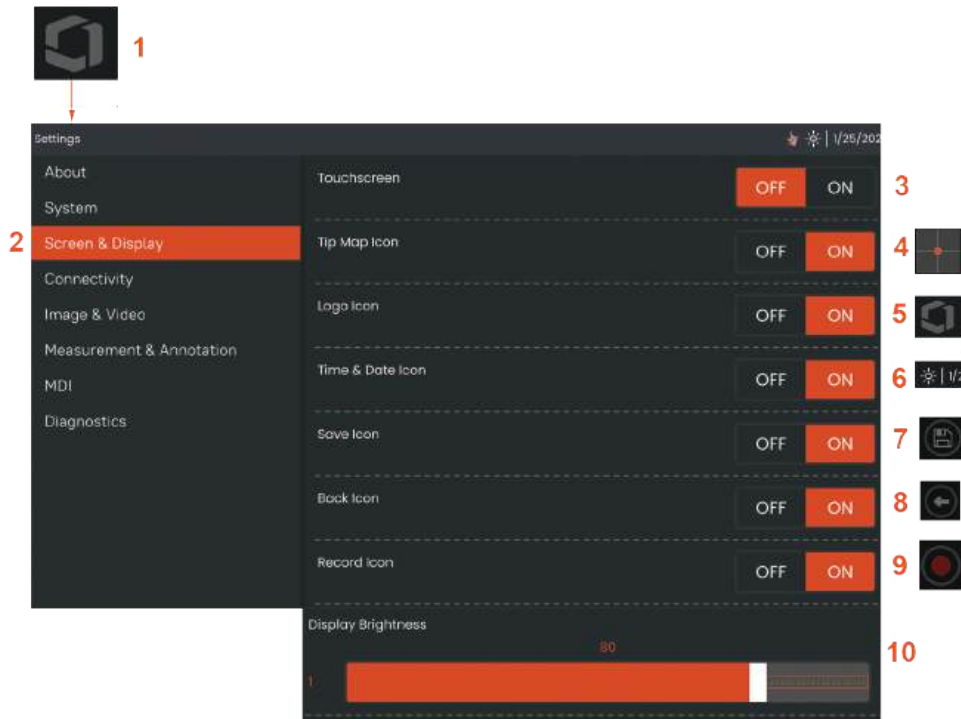 1
Settings
1/25/202
About
System
2 Screen & Display
Connectivity
Image & Video
Measurement & Annotation
MDI
Diagnostics
Touchscreen OFF ON 3
Tip Map Icon OFF ON 4
Logo Icon OFF ON 5
Time & Date Icon OFF ON 6 1/2
Save Icon OFF ON 7
Back Icon OFF ON 8
Record Icon OFF ON 9
Display Brightness
80
10
1